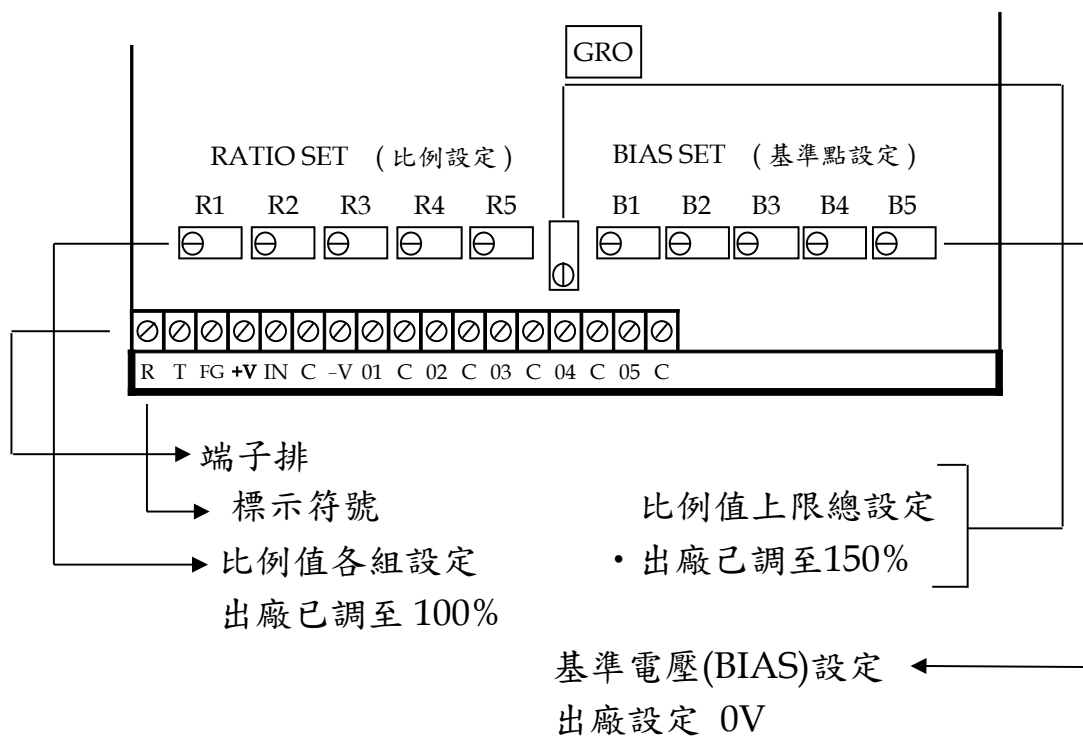 GRO
RATIO SET (比例設定) BIAS SET (基準點設定)
R1 R2 R3 R4 R5 B1 B2 B3 B4 B5
R T FG +V IN C -V 01 C 02 C 03 C 04 C 05 C
端子排
標示符號
比例值各組設定
出廠已調至 100%
比例值上限總設定
・出廠已調至150%
基準電壓(BIAS)設定
出廠設定 0V